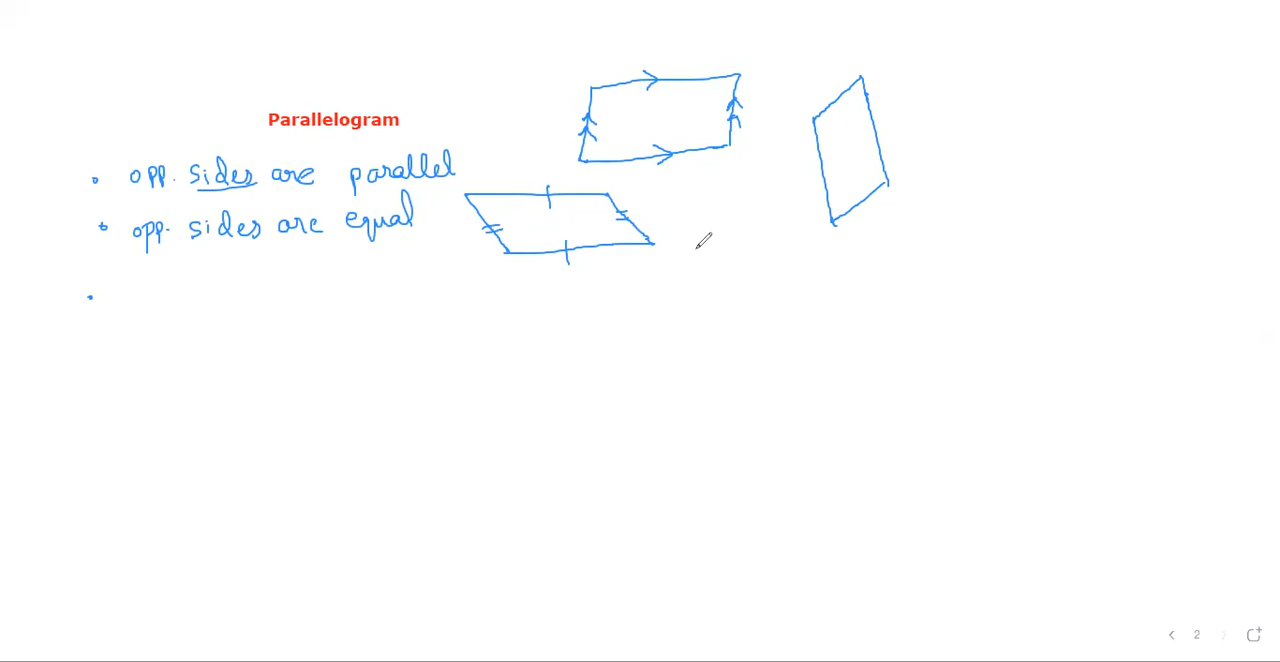 Parallelogram
• opp. sides are parallel
• opp. sides are equal
•
2